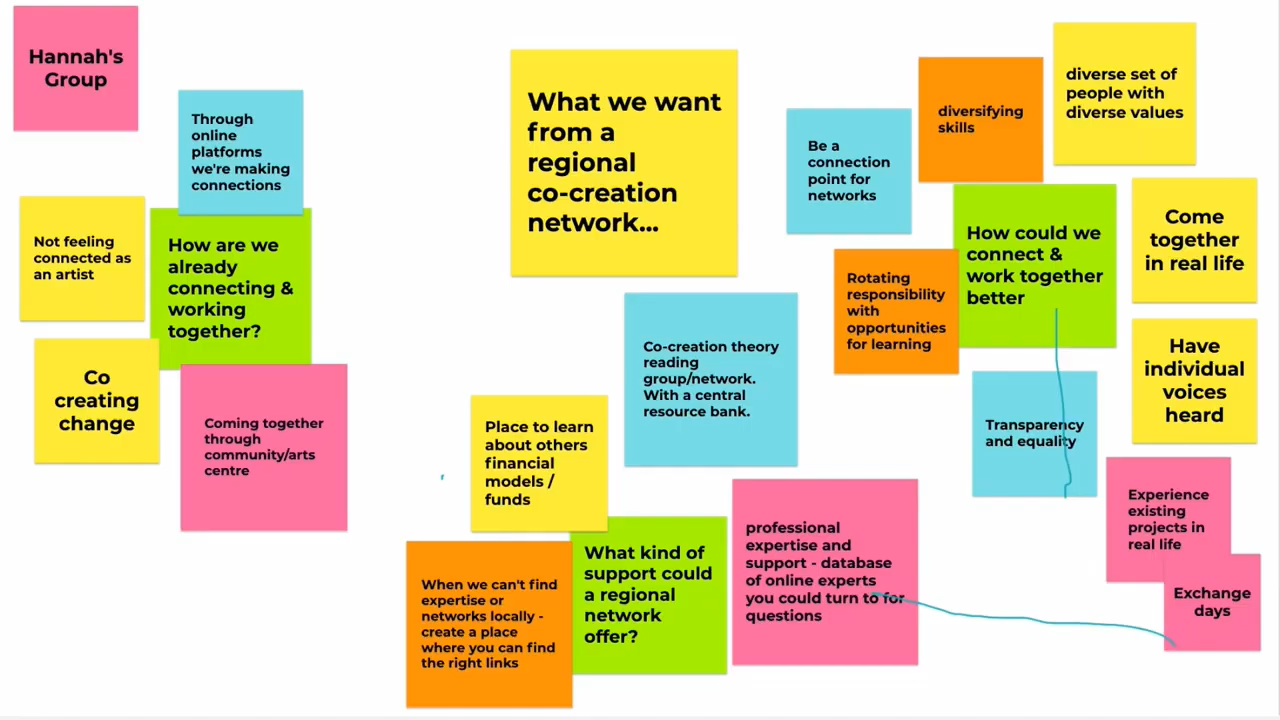 Hannah's
Group
Through
online
platforms
we're making
connections
Not feeling
connected as
an artist
How are we
already
connecting &
working
together?
Co
creating
change
Coming together
through
community/arts
centre
What we want
from a
regional
co-creation
network...
Co-creation theory
reading
group/network.
With a central
resource bank.
Place to learn
about others
financial
models /
funds
When we can't find
expertise or
networks locally -
create a place
where you can find
the right links
What kind of
support could
a regional
network
offer?
professional
expertise and
support - database
of online experts
you could turn to for
questions
Be a
connection
point for
networks
diversifying
skills
diverse set of
people with
diverse values
Rotating
responsibility
with
opportunities
for learning
How could we
connect &
work together
better
Come
together
in real life
Have
individual
voices
heard
Transparency
and equality
Experience
existing
projects in
real life
Exchange
days